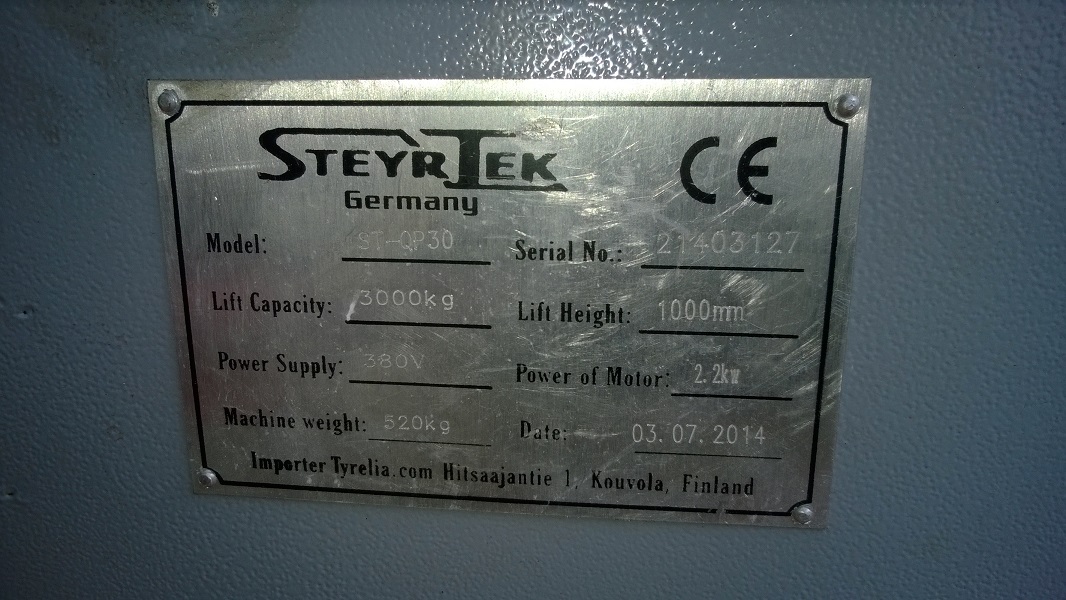 STEYRTEK CE
Germany
Model: ST-QP30 Serial No.: 21403127
Lift Capacity: 3000kg Lift Height: 1000mm
Power Supply: 380V Power of Motor: 2.2kw
Machine weight: 520kg Date: 03.07.2014
Importer Tyrelia.com Hitsaajantie 1, Kouvola, Finland